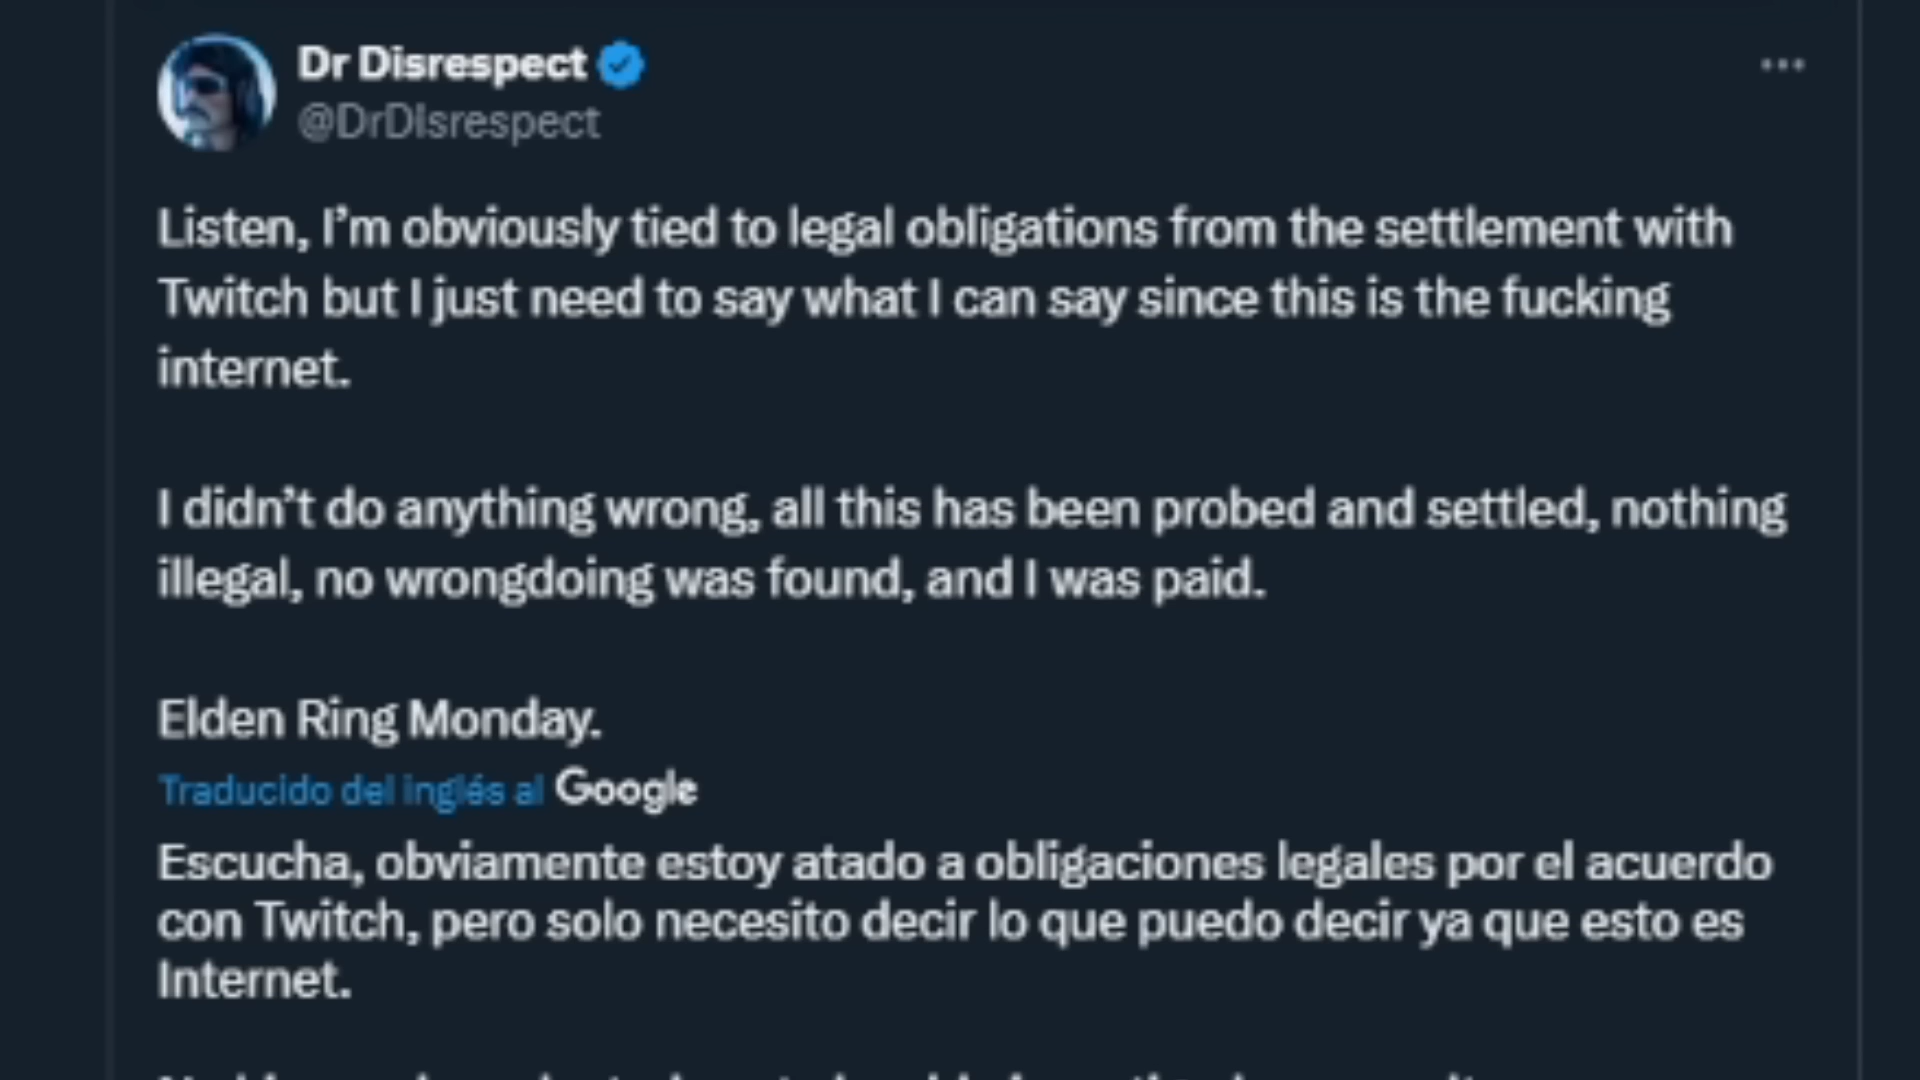 Dr Disrespect
@DrDIsrespect
Listen, I’m obviously tied to legal obligations from the settlement with
Twitch but I just need to say what I can say since this is the fucking
internet.
I didn’t do anything wrong, all this has been probed and settled, nothing
illegal, no wrongdoing was found, and I was paid.
Elden Ring Monday.
Traducido del inglés al Google
Escucha, obviamente estoy atado a obligaciones legales por el acuerdo
con Twitch, pero solo necesito decir lo que puedo decir ya que esto es
Internet.